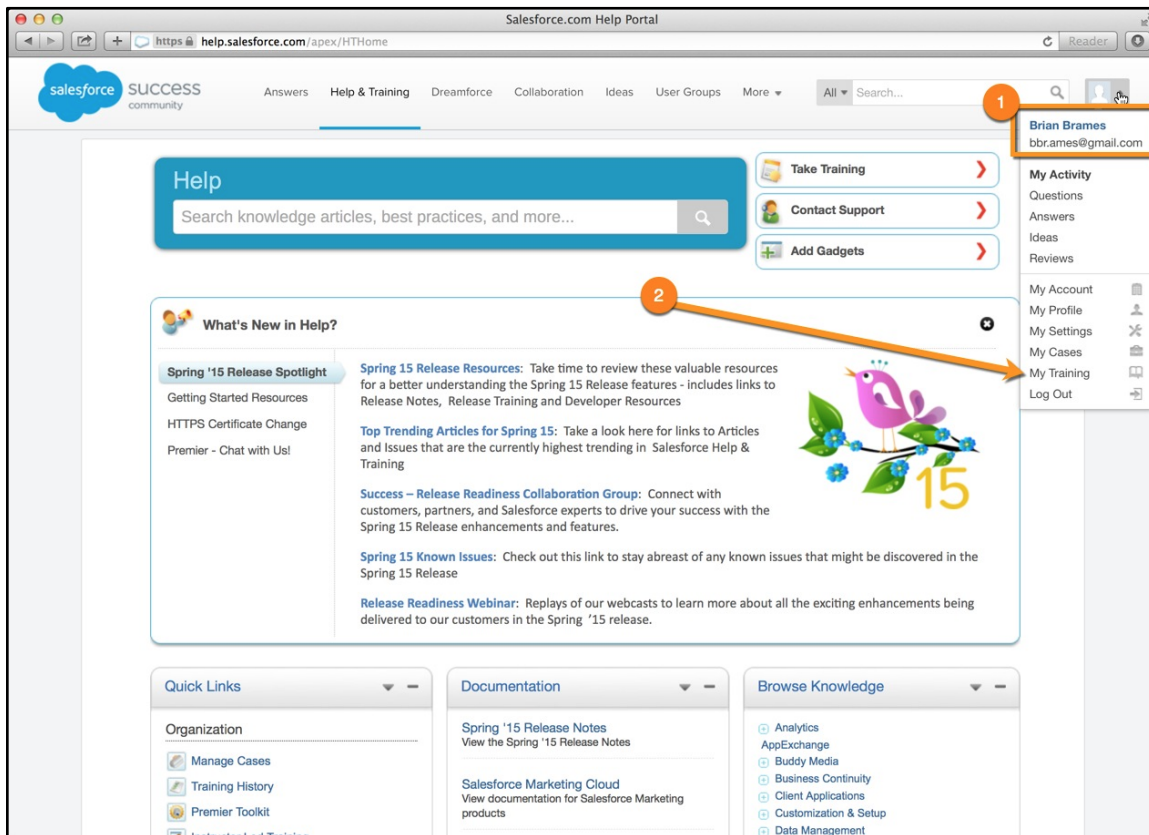 Salesforce.com Help Portal
https help.salesforce.com/apex/HTHome
Reader
salesforce success community
Answers Help & Training Dreamforce Collaboration Ideas User Groups More
All Search...
1
Brian Brames
bbr.ames@gmail.com
My Activity
Questions
Answers
Ideas
Reviews
My Account
My Profile
My Settings
My Cases
My Training
Log Out
Help
Search knowledge articles, best practices, and more...
Take Training
Contact Support
Add Gadgets
2
What's New in Help?
Spring '15 Release Spotlight
Getting Started Resources
HTTPS Certificate Change
Premier - Chat with Us!
Spring 15 Release Resources: Take time to review these valuable resources
for a better understanding the Spring 15 Release features - includes links to
Release Notes, Release Training and Developer Resources
Top Trending Articles for Spring 15: Take a look here for links to Articles
and Issues that are the currently highest trending in Salesforce Help &
Training
Success – Release Readiness Collaboration Group: Connect with
customers, partners, and Salesforce experts to drive your success with the
Spring 15 Release enhancements and features.
Spring 15 Known Issues: Check out this link to stay abreast of any known issues that might be discovered in the
Spring 15 Release
Release Readiness Webinar: Replays of our webcasts to learn more about all the exciting enhancements being
delivered to our customers in the Spring '15 release.
15
Quick Links
Organization
Manage Cases
Training History
Premier Toolkit
Documentation
Spring '15 Release Notes
View the Spring '15 Release Notes
Salesforce Marketing Cloud
View documentation for Salesforce Marketing
products
Browse Knowledge
Analytics
AppExchange
Buddy Media
Business Continuity
Client Applications
Customization & Setup
Data Management